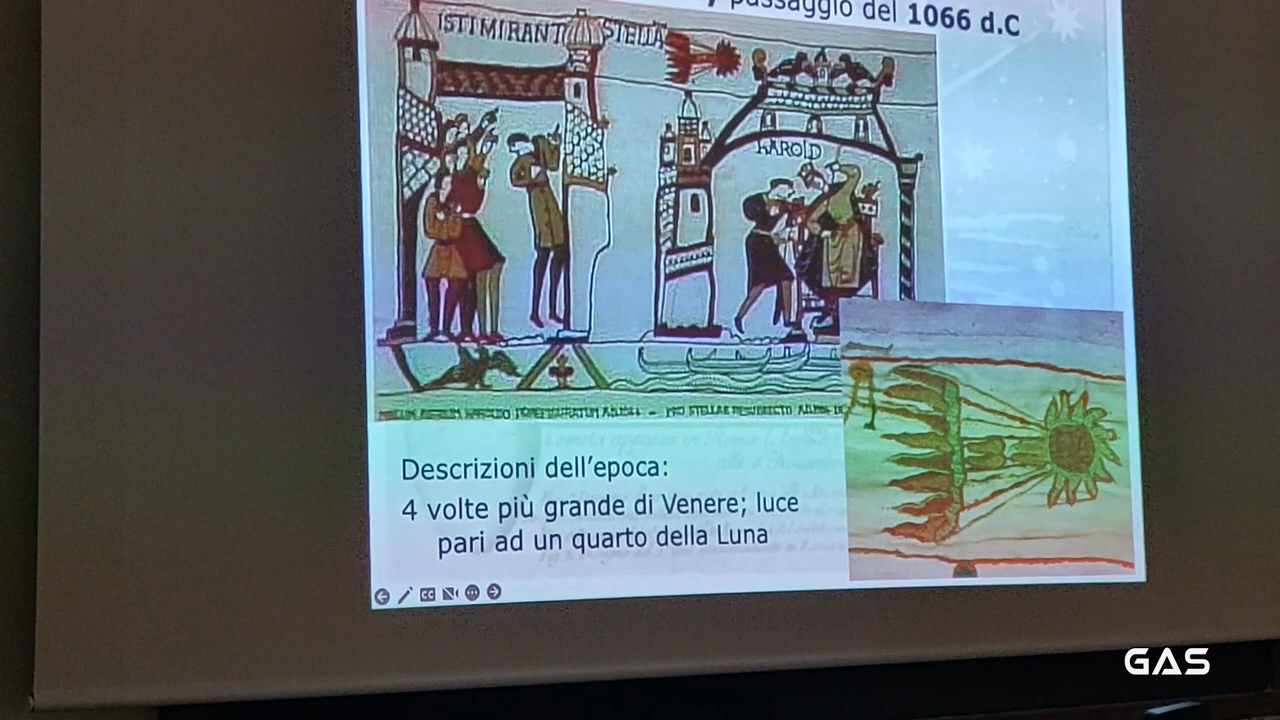 passaggio del 1066 d.C
ISTI MIRANT STELLA
HAROLD
Descrizioni dell'epoca:
4 volte più grande di Venere; luce
pari ad un quarto della Luna
CC
GAS